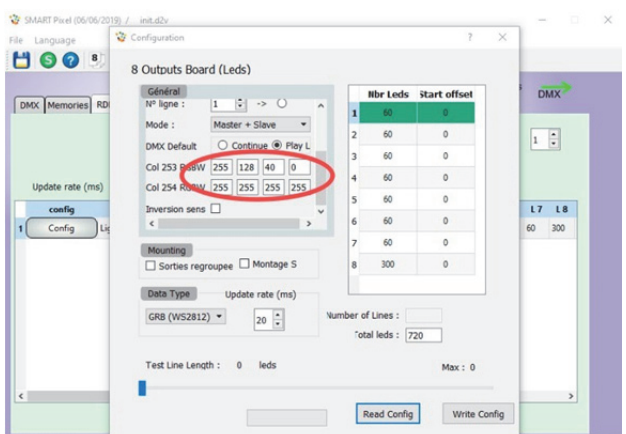 SMART Pixel (06/06/2019) / init.d2v
File Language
Configuration
8 Outputs Board (Leds)
Général
N° ligne : 1 -> 
Mode : Master + Slave
DMX Default Continue Play L
Col 253 RGBW 255 128 40 0
Col 254 RGBW 255 255 255 255
Inversion sens
Mounting
Sorties regroupee Montage S
Data Type Update rate (ms)
GRB (WS2812) 20
Nbr Leds Start offset
1 60 0
2 60 0
3 60 0
4 60 0
5 60 0
6 60 0
7 60 0
8 300 0
Number of Lines :
Total leds : 720
Test Line Length : 0 leds Max : 0
Read Config Write Config
DMX Memories RD
Update rate (ms)
config
1 Config Lig
DMX
1
L7 L8
60 300